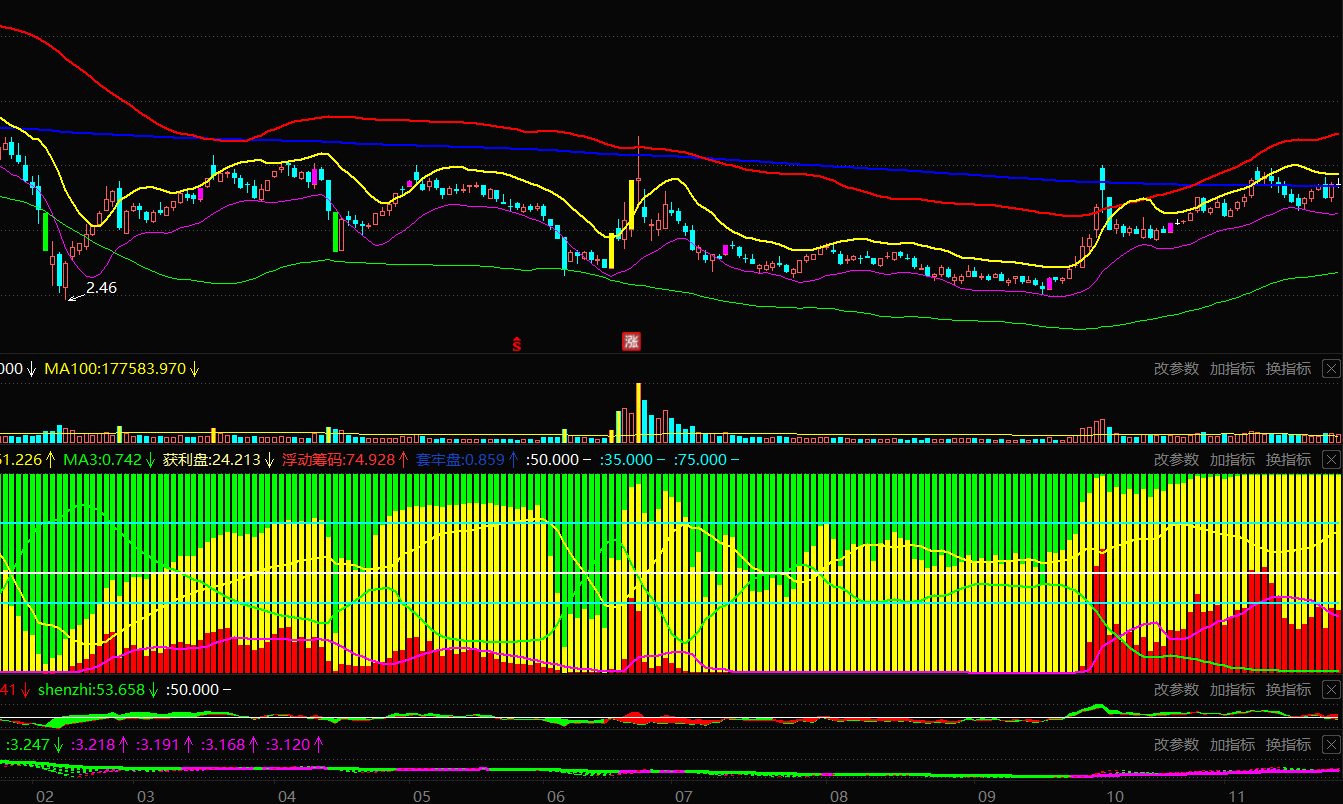 2.46
$
涨
000↓ MA100:177583.970↓ 改参数 加指标 换指标
51.226↑ MA3:0.742↓ 获利盘:24.213↓ 浮动筹码:74.928↑ 套牢盘:0.859↑ :50.000− :35.000− :75.000− 改参数 加指标 换指标
41↓ shenzhi:53.658↓ :50.000− 改参数 加指标 换指标
:3.247↓ :3.218↑ :3.191↑ :3.168↑ :3.120↑ 改参数 加指标 换指标
02 03 04 05 06 07 08 09 10 11